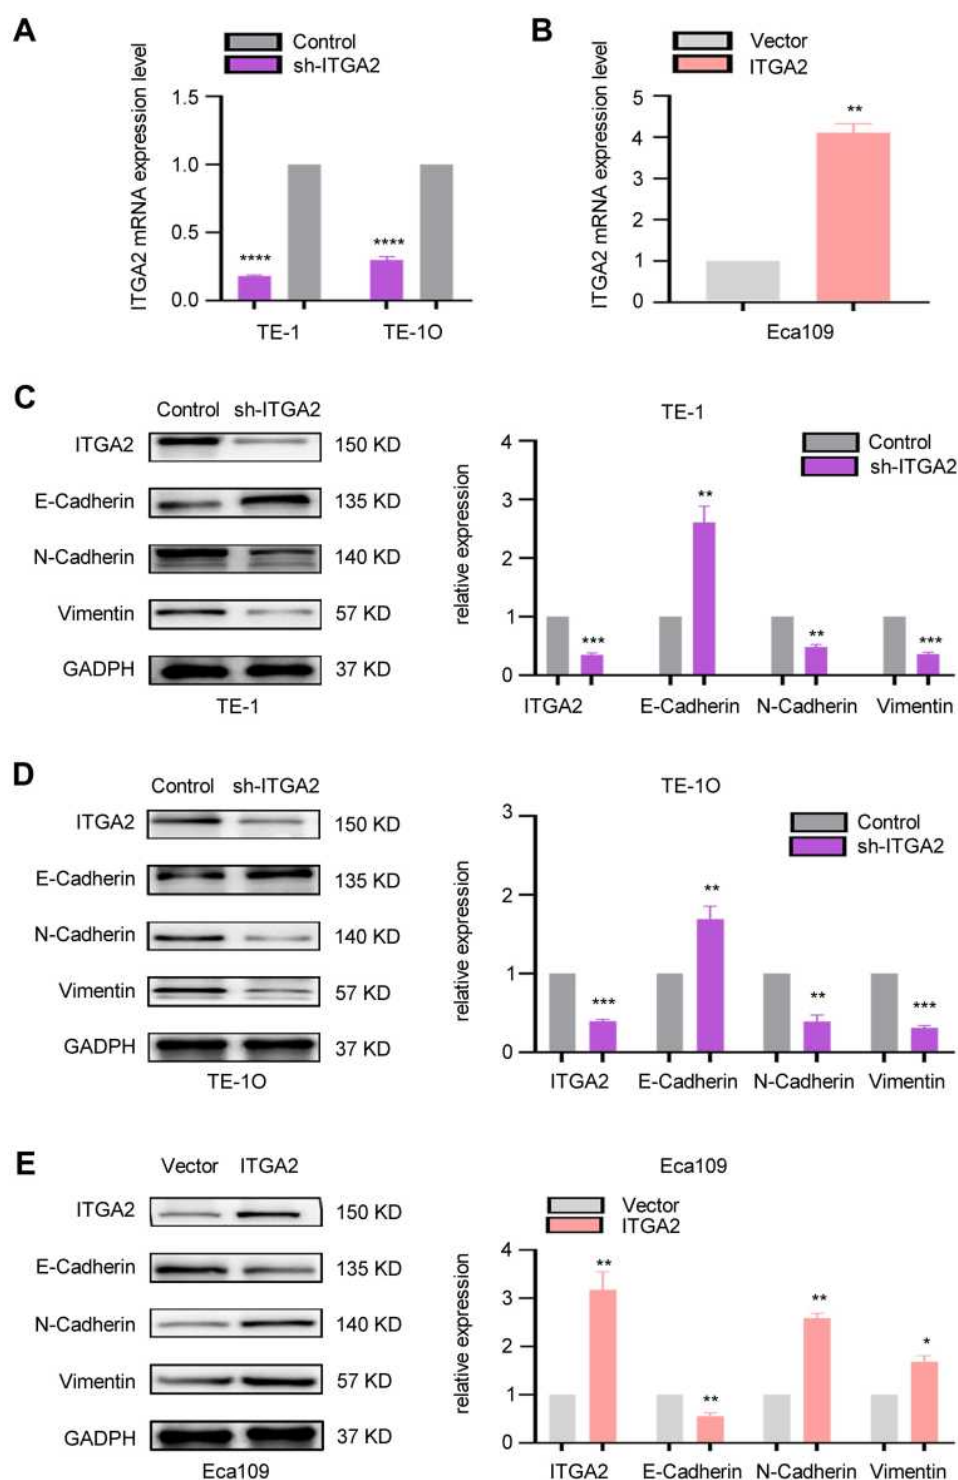 A
Control
sh-ITGA2
ITGA2 mRNA expression level
1.5
1.0
0.5
0.0
****
****
TE-1
TE-1O
B
Vector
ITGA2
ITGA2 mRNA expression level
5
4
3
2
1
0
**
Eca109
C
Control sh-ITGA2
ITGA2 150 KD
E-Cadherin 135 KD
N-Cadherin 140 KD
Vimentin 57 KD
GADPH 37 KD
TE-1
TE-1
Control
sh-ITGA2
relative expression
4
3
2
1
0
***
**
**
***
ITGA2 E-Cadherin N-Cadherin Vimentin
D
Control sh-ITGA2
ITGA2 150 KD
E-Cadherin 135 KD
N-Cadherin 140 KD
Vimentin 57 KD
GADPH 37 KD
TE-1O
TE-1O
Control
sh-ITGA2
relative expression
3
2
1
0
***
**
**
***
ITGA2 E-Cadherin N-Cadherin Vimentin
E
Vector ITGA2
ITGA2 150 KD
E-Cadherin 135 KD
N-Cadherin 140 KD
Vimentin 57 KD
GADPH 37 KD
Eca109
Eca109
Vector
ITGA2
relative expression
4
3
2
1
0
**
**
**
*
ITGA2 E-Cadherin N-Cadherin Vimentin